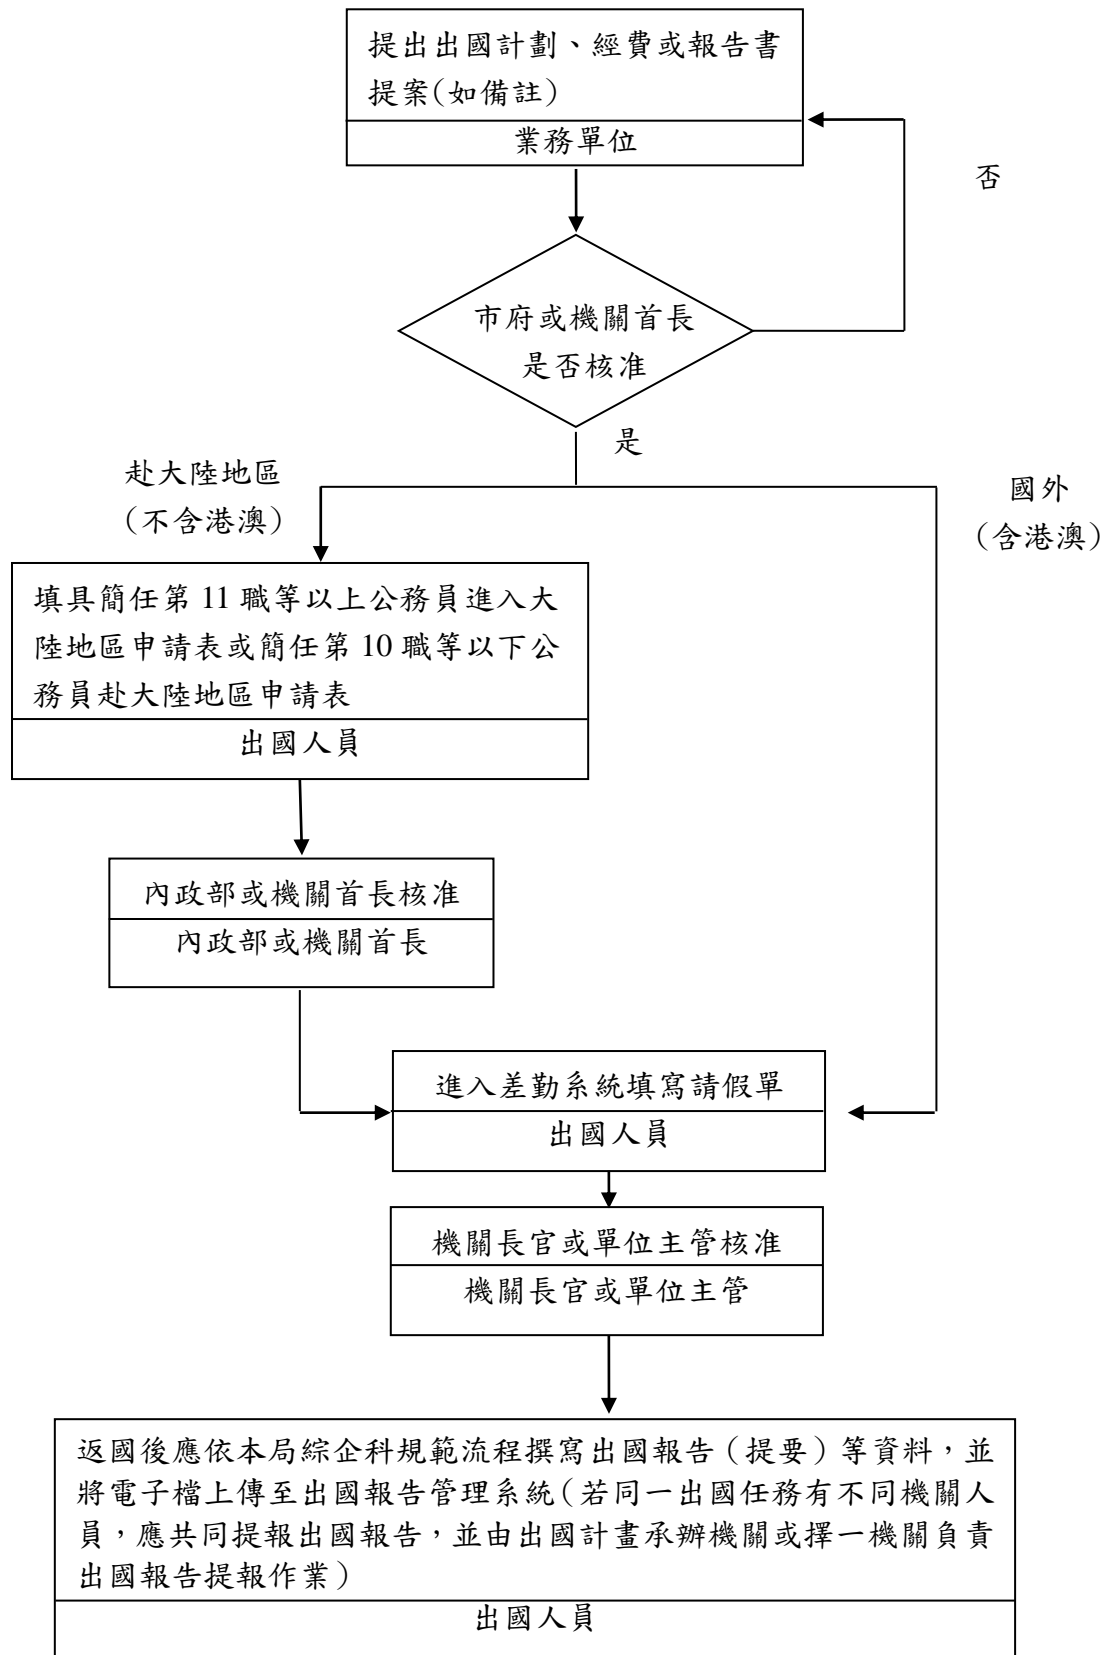 提出出國計劃、經費或報告書
提案(如備註)
業務單位
否
市府或機關首長
是否核准
是
赴大陸地區
(不含港澳)
國外
(含港澳)
填具簡任第 11 職等以上公務員進入大
陸地區申請表或簡任第 10 職等以下公
務員赴大陸地區申請表
出國人員
內政部或機關首長核准
內政部或機關首長
進入差勤系統填寫請假單
出國人員
機關長官或單位主管核准
機關長官或單位主管
返國後應依本局綜企科規範流程撰寫出國報告(提要)等資料，並
將電子檔上傳至出國報告管理系統(若同一出國任務有不同機關人
員，應共同提報出國報告，並由出國計畫承辦機關或擇一機關負責
出國報告提報作業)
出國人員